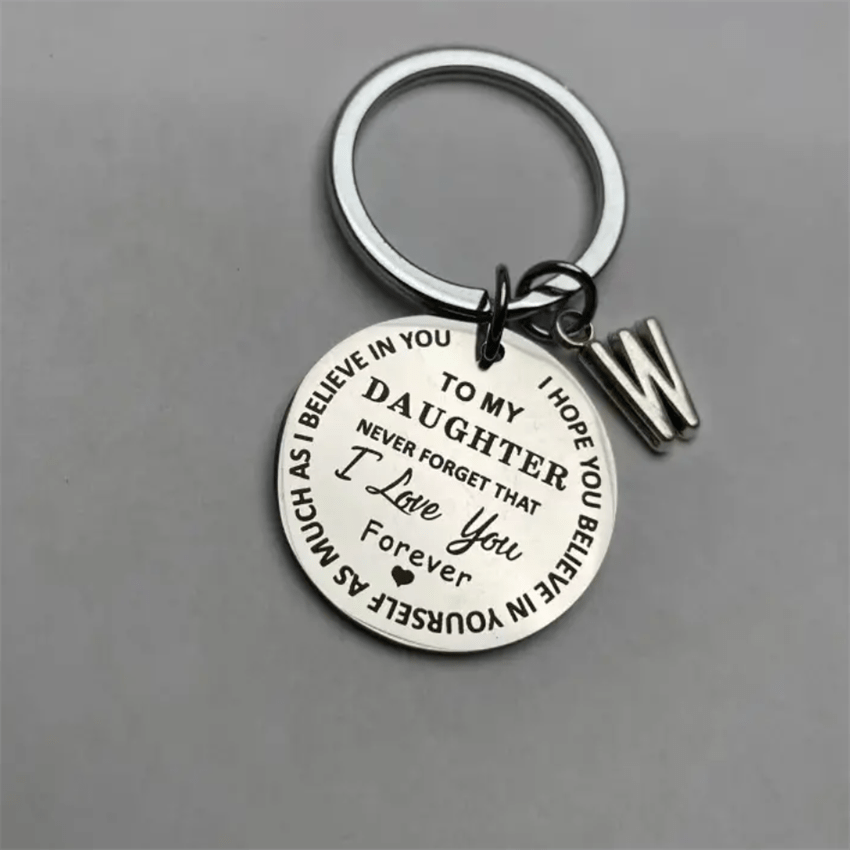 TO MY
DAUGHTER
NEVER FORGET THAT
I Love You
Forever
I HOPE YOU BELIEVE IN YOURSELF AS MUCH AS I BELIEVE IN YOU
W